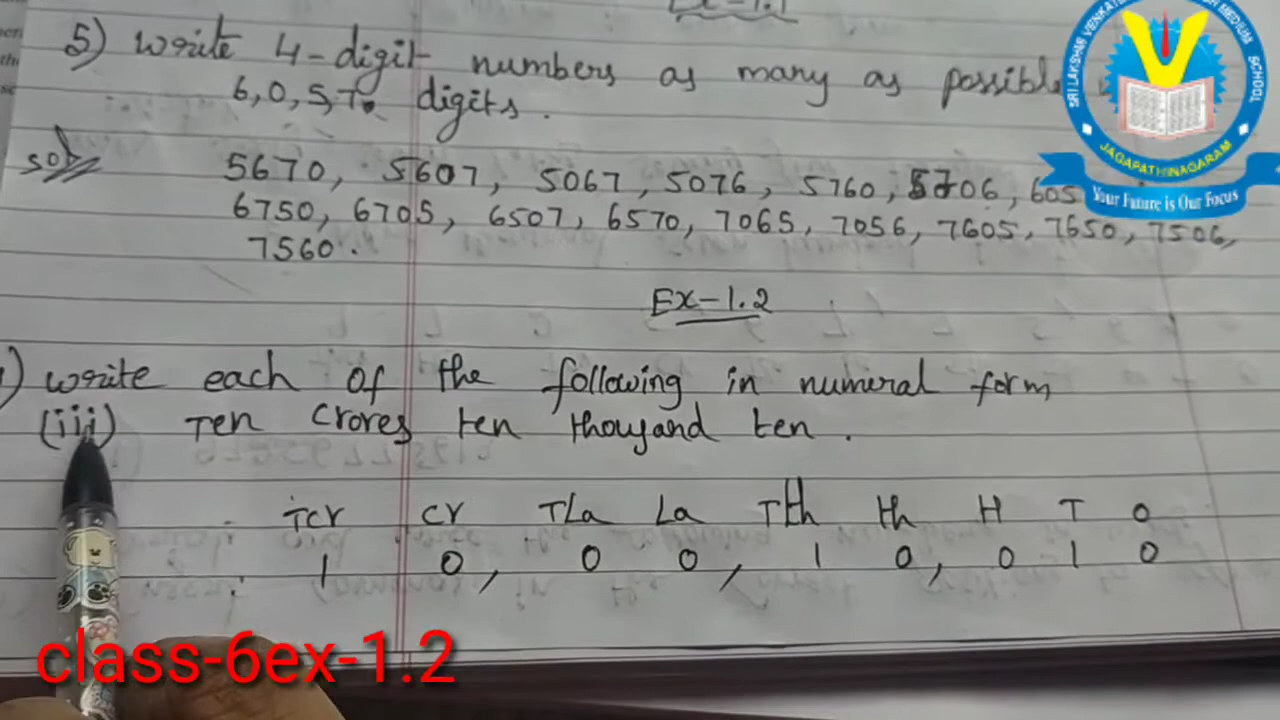 5) Write 4-digit numbers as many as possible
6, 0, 5, 7. digits.
Sol
5670, 5607, 5067, 5076, 5760, 5706, 605
6750, 6705, 6507, 6570, 7065, 7056, 7605, 7650, 7506,
7560.
Ex-1.2
write each of the following in numeral form
(iii) Ten crores ten thousand ten.
TCr Cr TLa La Tth th H T O
1 0, 0 0, 1 0, 0 1 0
class-6ex-1.2
SRI LAKSHMI MEDIUM SCHOOL
JAGAPATHINAGARAM
Your Future is Our Focus